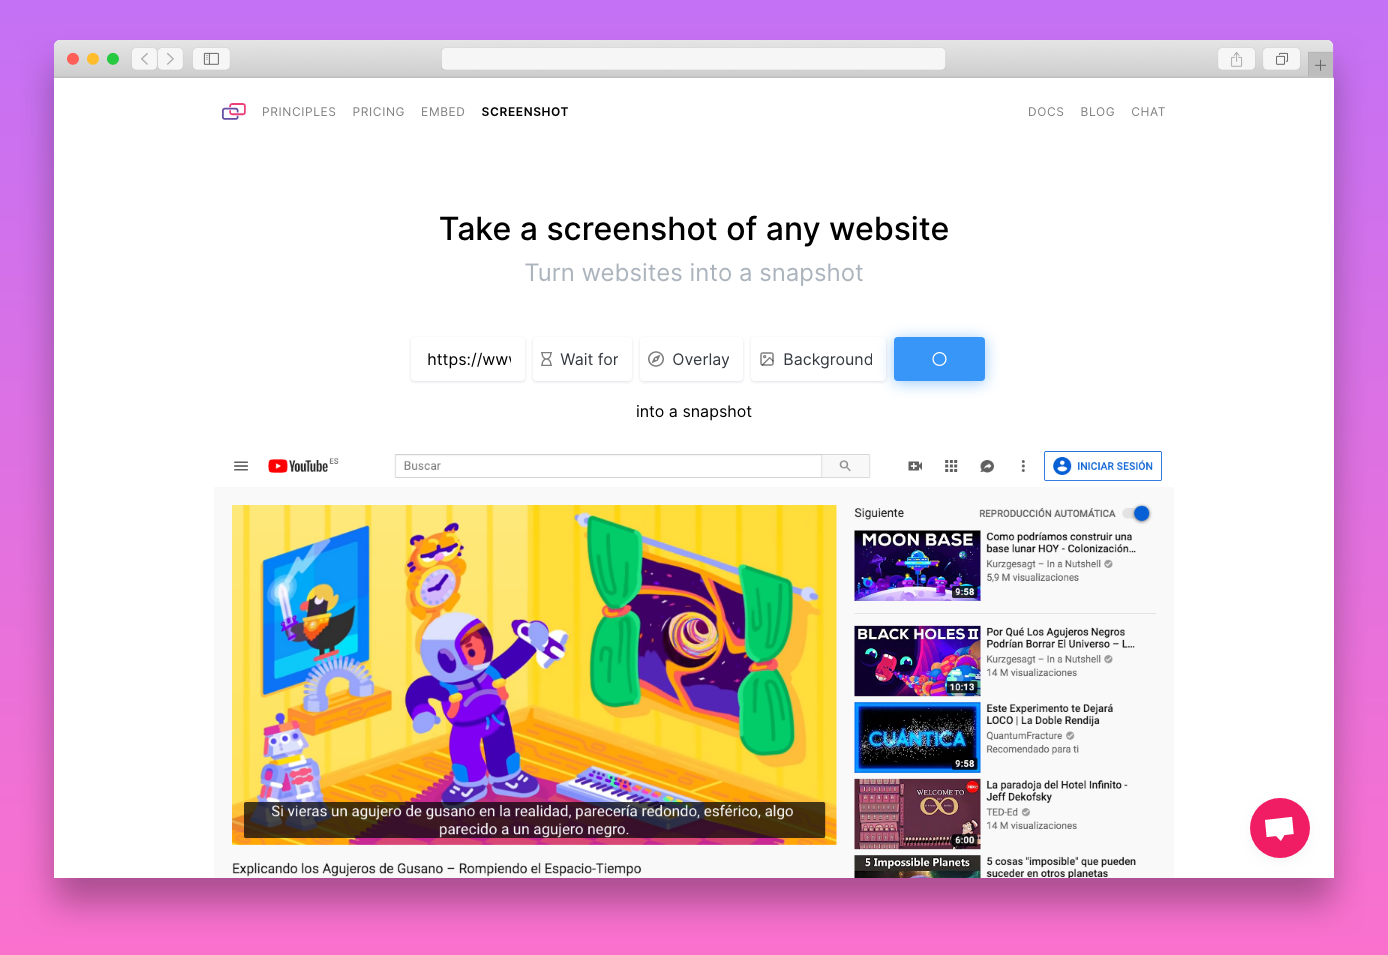 PRINCIPLES PRICING EMBED SCREENSHOT DOCS BLOG CHAT
Take a screenshot of any website
Turn websites into a snapshot
https://www Wait for Overlay Background
into a snapshot
YouTube ES Buscar INICIAR SESIÓN
Siguiente REPRODUCCIÓN AUTOMÁTICA
MOON BASE
9:58
Como podríamos construir una
base lunar HOY - Colonización...
Kurzgesagt – In a Nutshell
5,9 M visualizaciones
BLACK HOLES II
10:13
Por Qué Los Agujeros Negros
Podrían Borrar El Universo – L...
Kurzgesagt – In a Nutshell
14 M visualizaciones
CUÁNTICA
9:58
Este Experimento te Dejará
LOCO | La Doble Rendija
QuantumFracture
Recomendado para ti
WELCOME TO
6:00
La paradoja del Hotel Infinito -
Jeff Dekofsky
TED-Ed
14 M visualizaciones
5 Impossible Planets
5 cosas "imposible" que pueden
suceder en otros planetas
Si vieras un agujero de gusano en la realidad, parecería redondo, esférico, algo
parecido a un agujero negro.
Explicando los Agujeros de Gusano – Rompiendo el Espacio-Tiempo